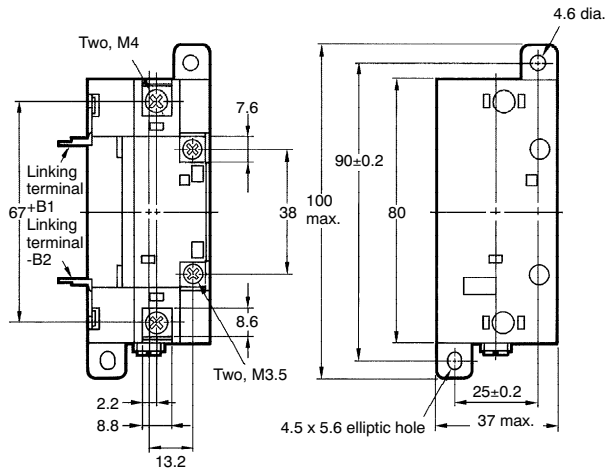 Two, M4
7.6
Linking
terminal
+B1
67
Linking
terminal
-B2
38
8.6
Two, M3.5
2.2
8.8
13.2
4.6 dia.
90±0.2
100
max.
80
25±0.2
37 max.
4.5 x 5.6 elliptic hole